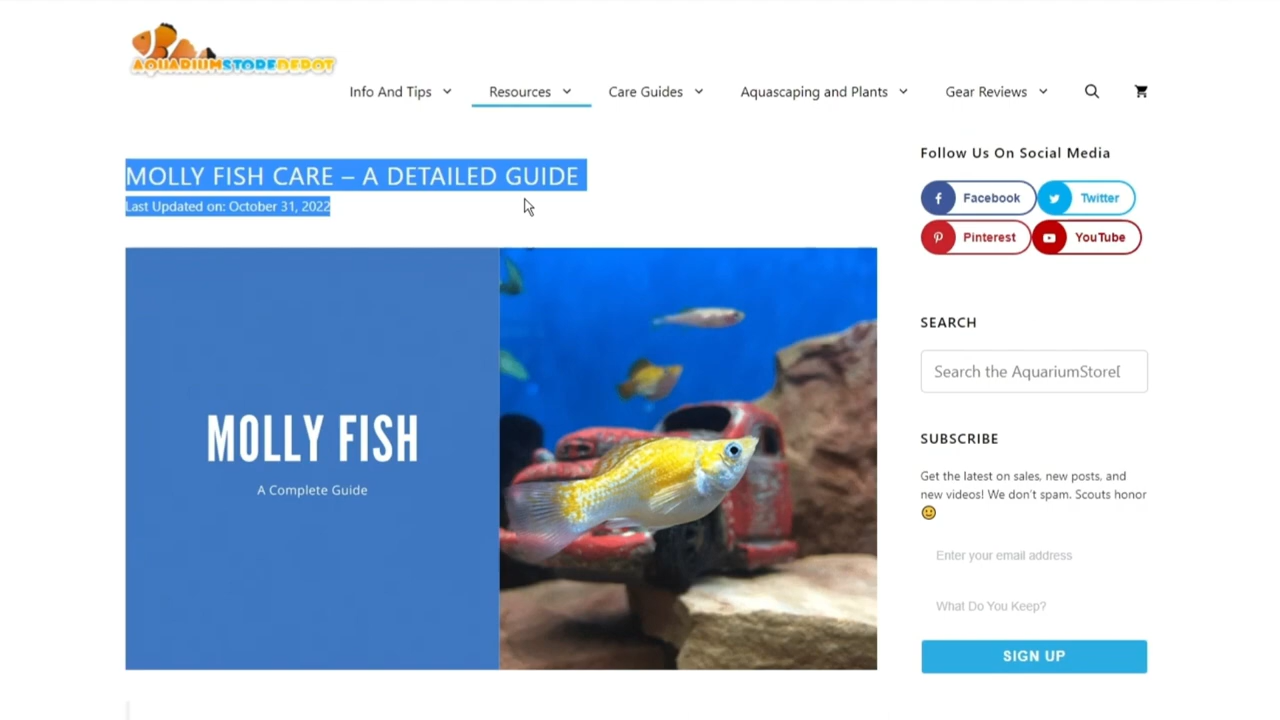 AQUARIUMSTOREDEPOT
Info And Tips
Resources
Care Guides
Aquascaping and Plants
Gear Reviews
MOLLY FISH CARE – A DETAILED GUIDE
Last Updated on: October 31, 2022
MOLLY FISH
A Complete Guide
Follow Us On Social Media
Facebook
Twitter
Pinterest
YouTube
SEARCH
Search the AquariumStoreD
SUBSCRIBE
Get the latest on sales, new posts, and
new videos! We don't spam. Scouts honor
Enter your email address
What Do You Keep?
SIGN UP